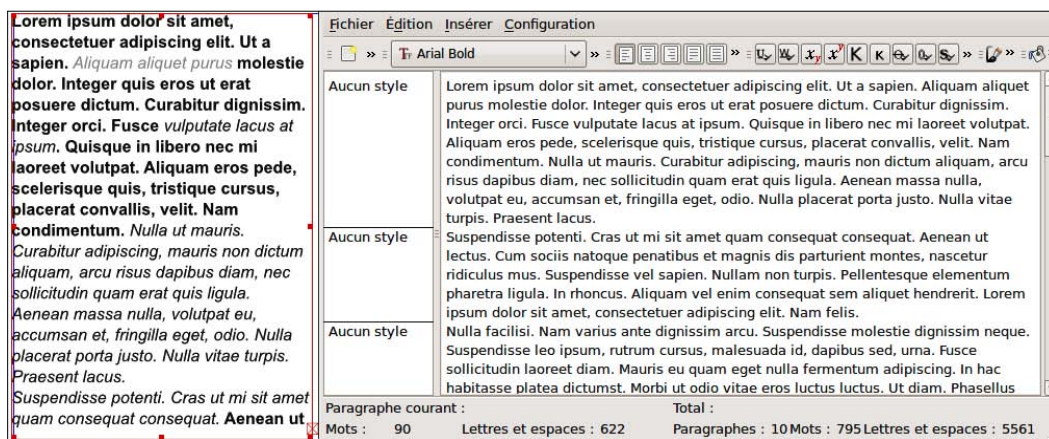 Lorem ipsum dolor sit amet,
consectetuer adipiscing elit. Ut a
sapien. Aliquam aliquet purus molestie
dolor. Integer quis eros ut erat
posuere dictum. Curabitur dignissim.
Integer orci. Fusce vulputate lacus at
ipsum. Quisque in libero nec mi
laoreet volutpat. Aliquam eros pede,
scelerisque quis, tristique cursus,
placerat convallis, velit. Nam
condimentum. Nulla ut mauris.
Curabitur adipiscing, mauris non dictum
aliquam, arcu risus dapibus diam, nec
sollicitudin quam erat quis ligula.
Aenean massa nulla, volutpat eu,
accumsan et, fringilla eget, odio. Nulla
placerat porta justo. Nulla vitae turpis.
Praesent lacus.
Suspendisse potenti. Cras ut mi sit amet
quam consequat consequat. Aenean ut
Fichier Édition Insérer Configuration
» Arial Bold » » » 
Aucun style
Lorem ipsum dolor sit amet, consectetuer adipiscing elit. Ut a sapien. Aliquam aliquet
purus molestie dolor. Integer quis eros ut erat posuere dictum. Curabitur dignissim.
Integer orci. Fusce vulputate lacus at ipsum. Quisque in libero nec mi laoreet volutpat.
Aliquam eros pede, scelerisque quis, tristique cursus, placerat convallis, velit. Nam
condimentum. Nulla ut mauris. Curabitur adipiscing, mauris non dictum aliquam, arcu
risus dapibus diam, nec sollicitudin quam erat quis ligula. Aenean massa nulla,
volutpat eu, accumsan et, fringilla eget, odio. Nulla placerat porta justo. Nulla vitae
turpis. Praesent lacus.
Aucun style
Suspendisse potenti. Cras ut mi sit amet quam consequat consequat. Aenean ut
lectus. Cum sociis natoque penatibus et magnis dis parturient montes, nascetur
ridiculus mus. Suspendisse vel sapien. Nullam non turpis. Pellentesque elementum
pharetra ligula. In rhoncus. Aliquam vel enim consequat sem aliquet hendrerit. Lorem
ipsum dolor sit amet, consectetuer adipiscing elit. Nam felis.
Aucun style
Nulla facilisi. Nam varius ante dignissim arcu. Suspendisse molestie dignissim neque.
Suspendisse leo ipsum, rutrum cursus, malesuada id, dapibus sed, urna. Fusce
sollicitudin laoreet diam. Mauris eu quam eget nulla fermentum adipiscing. In hac
habitasse platea dictumst. Morbi ut odio vitae eros luctus luctus. Ut diam. Phasellus
Paragraphe courant : Total :
Mots : 90 Lettres et espaces : 622 Paragraphes : 10 Mots : 795 Lettres et espaces : 5561